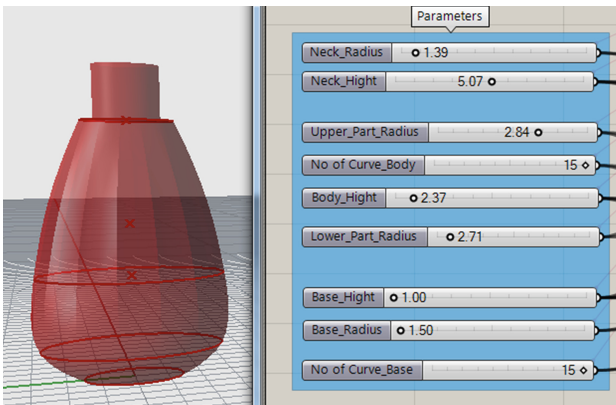 Parameters
Neck_Radius 1.39
Neck_Hight 5.07
Upper_Part_Radius 2.84
No of Curve_Body 15
Body_Hight 2.37
Lower_Part_Radius 2.71
Base_Hight 1.00
Base_Radius 1.50
No of Curve_Base 15